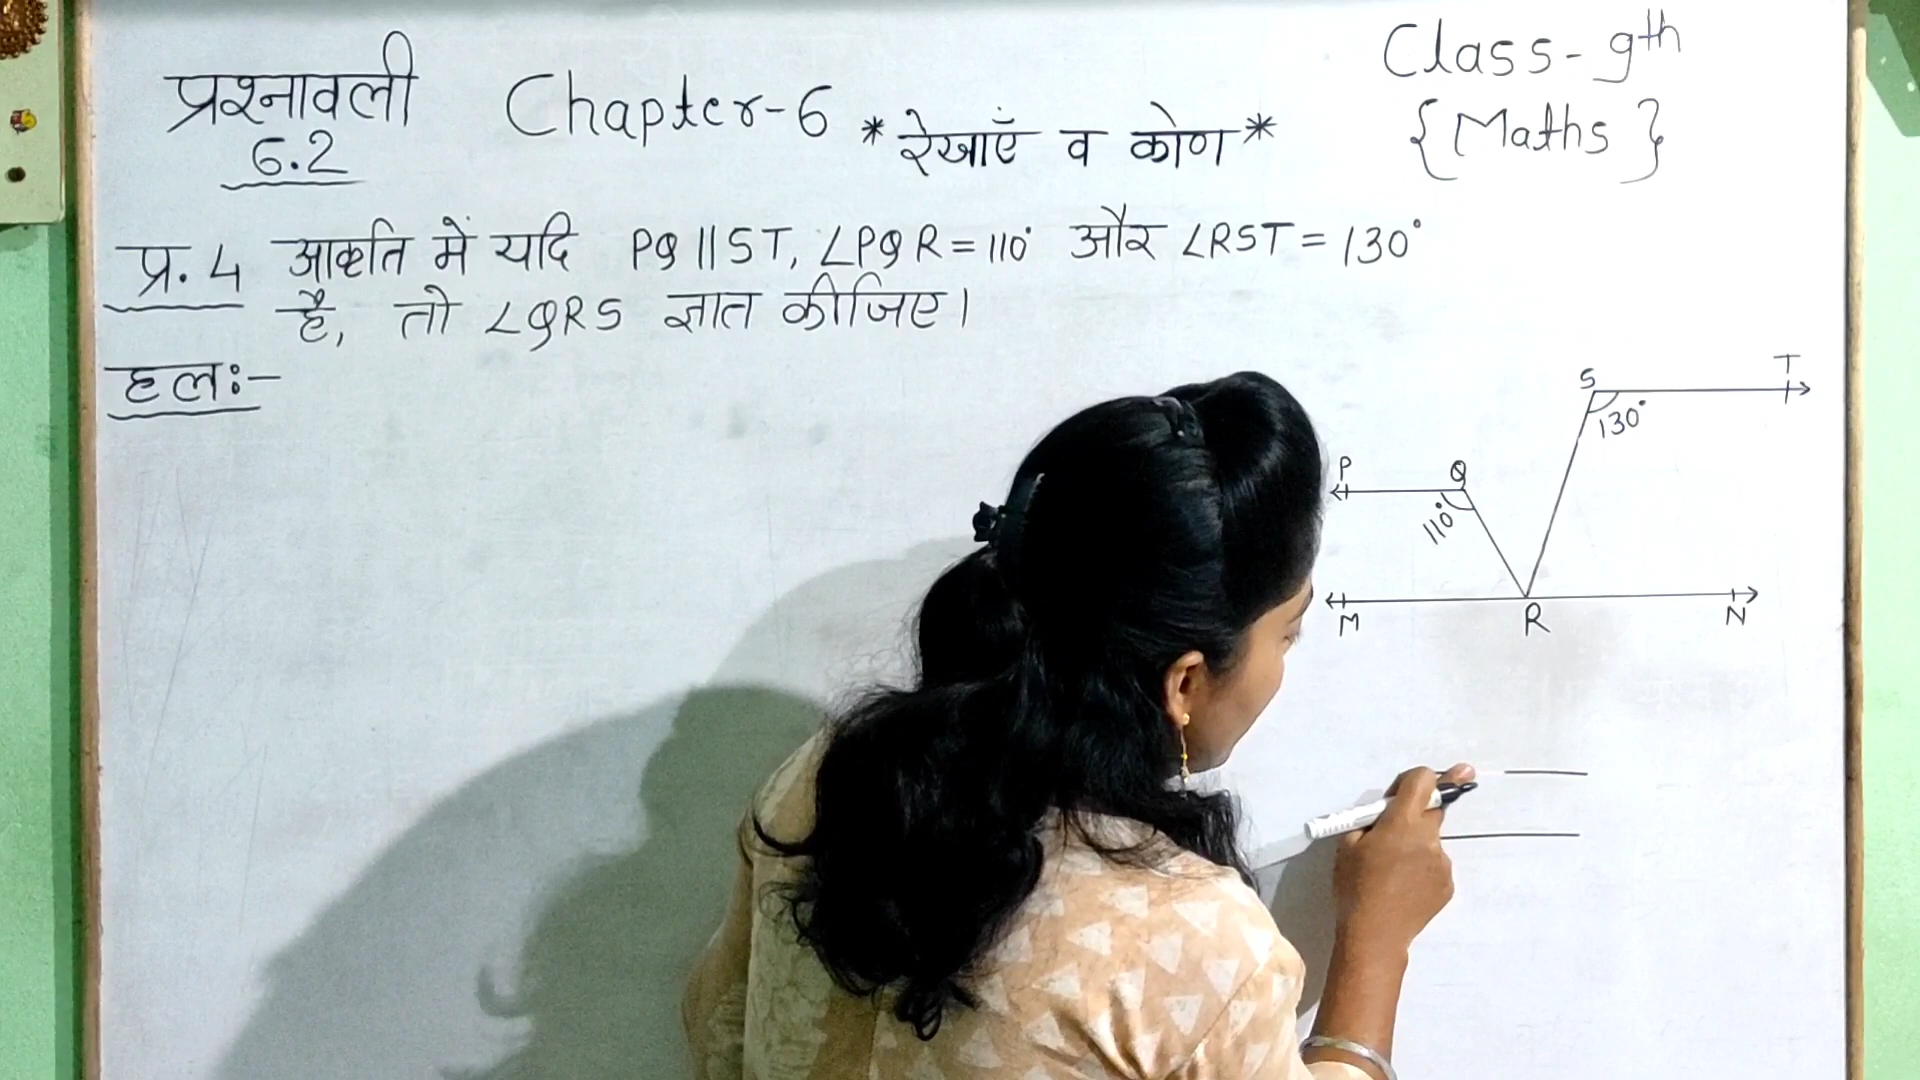 प्रश्नावली
6.2
Chapter-6
* रेखाएँ व कोण *
Class-9th
{Maths}
प्र. 4 आकृति में यदि PQ || ST, ∠PQR = 110° और ∠RST = 130°
है, तो ∠QRS ज्ञात कीजिए।
हलः-
S T
130°
P Q
110°
M R N